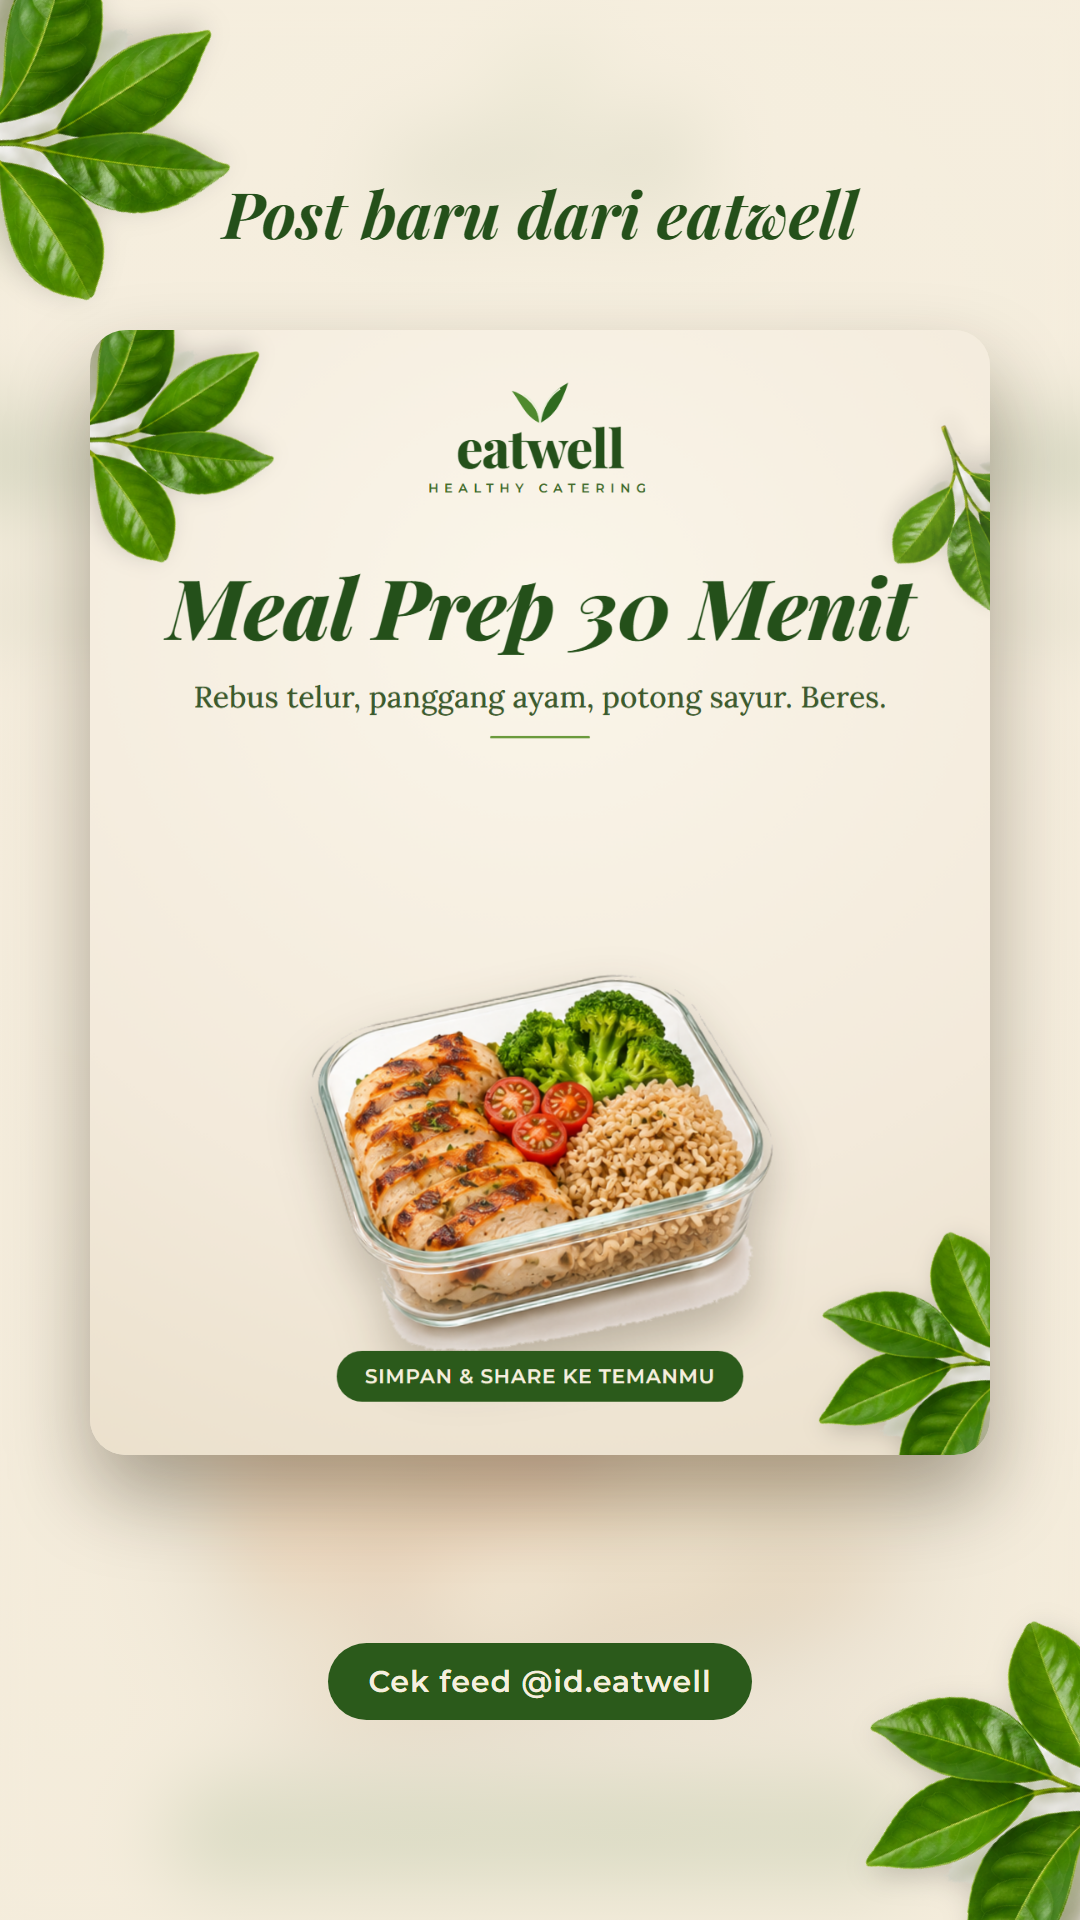 Post baru dari eatwell
eatwell
HEALTHY CATERING
Meal Prep 30 Menit
Rebus telur, panggang ayam, potong sayur. Beres.
SIMPAN & SHARE KE TEMANMU
Cek feed @id.eatwell